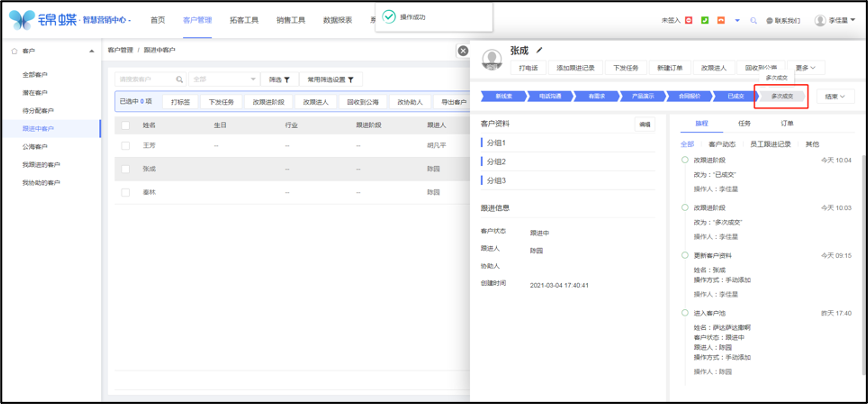 锦蝶 · 智慧营销中心 ·
首页
客户管理
拓客工具
销售工具
数据报表
操作成功
未签入
联系我们
李佳星
客户
全部客户
潜在客户
待分配客户
跟进中客户
公海客户
我跟进的客户
我协助的客户
客户管理 / 跟进中客户
请搜索客户
全部
筛选
常用筛选设置
已选中 0 项
打标签
下发任务
改跟进阶段
改跟进人
回收到公海
改协助人
导出客户
姓名 生日 行业 跟进阶段 跟进人
王芳 -- -- -- 胡凡平
张成 -- -- 陈园
-- -- 陈园
张成
打电话
添加跟进记录
下发任务
新建订单
改跟进人
回收到公海
更多
多次成交
新线索
电话沟通
有需求
产品演示
合同报价
已成交
多次成交
结束
客户资料
编辑
分组1
分组2
分组3
跟进信息
客户状态 跟进中
跟进人 陈园
协助人
创建时间 2021-03-04 17:40:41
旅程
任务
订单
全部
客户动态
员工跟进记录
其他
改跟进阶段 今天 10:04
改为：“已成交”
操作人：李佳星
改跟进阶段 今天 10:03
改为：“多次成交”
操作人：李佳星
更新客户资料 今天 09:15
姓名：张成
操作方式：手动添加
操作人：李佳星
进入客户池 昨天 17:40
客户状态：跟进中
跟进人：陈园
操作方式：手动添加
操作人：陈园